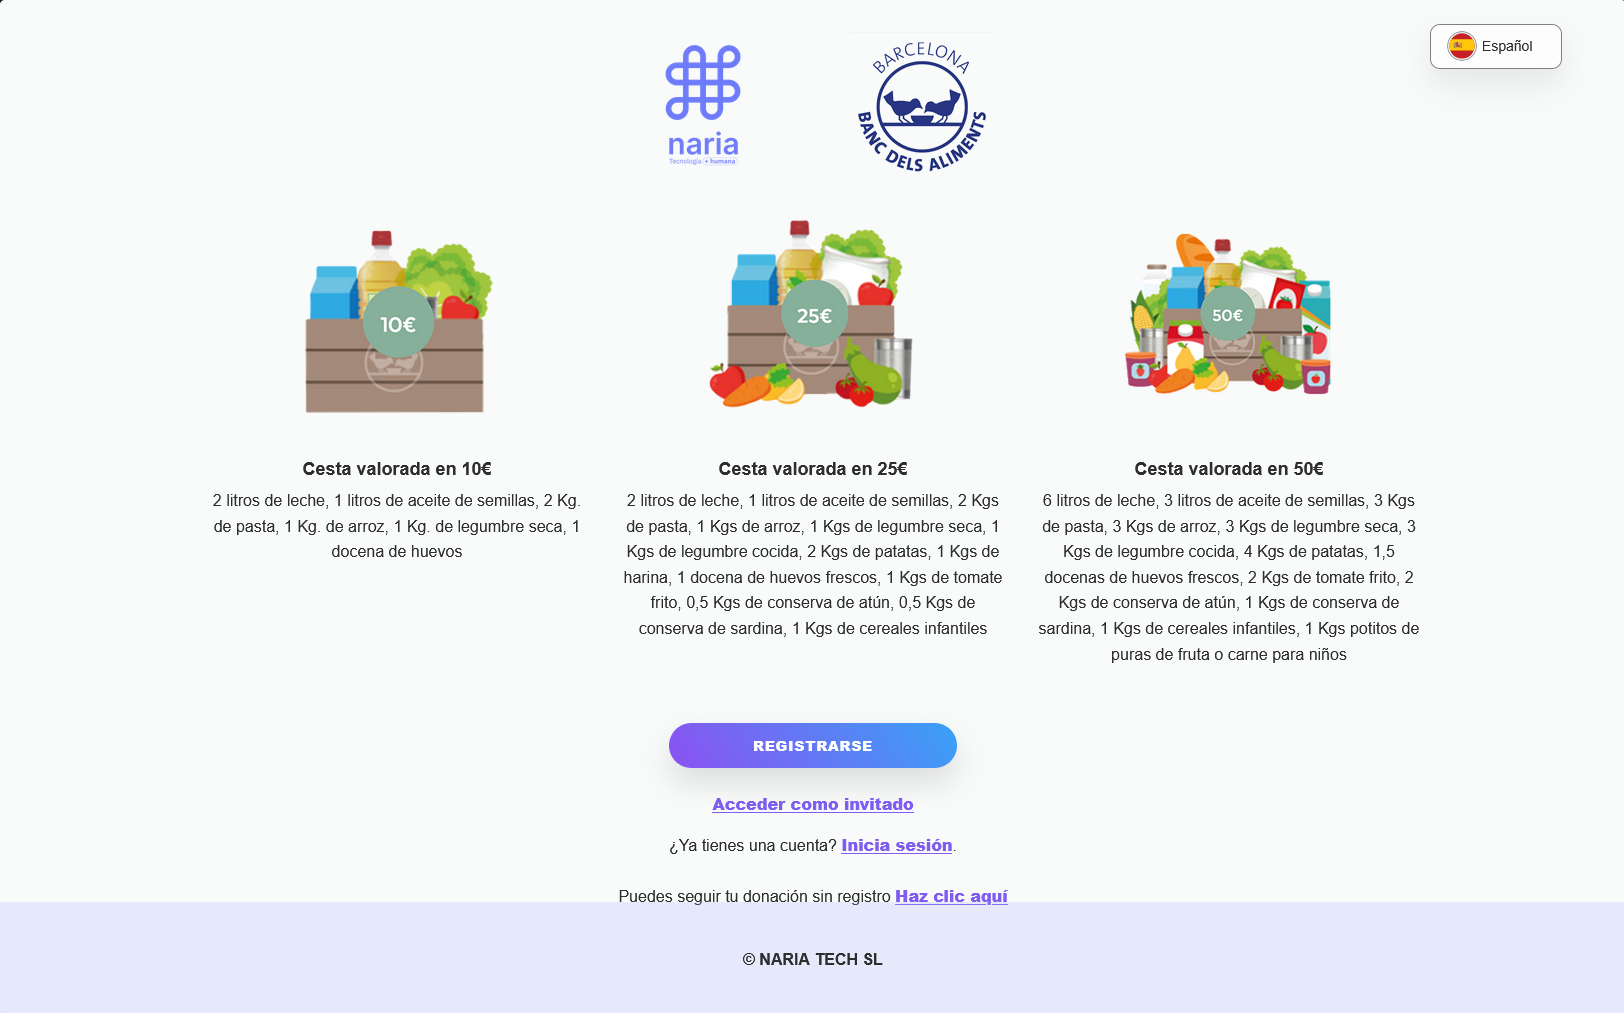 Español
naria
Tecnología + humana
BARCELONA
BANC DELS ALIMENTS
10€
25€
50€
Cesta valorada en 10€
2 litros de leche, 1 litros de aceite de semillas, 2 Kg.
de pasta, 1 Kg. de arroz, 1 Kg. de legumbre seca, 1
docena de huevos
Cesta valorada en 25€
2 litros de leche, 1 litros de aceite de semillas, 2 Kgs
de pasta, 1 Kgs de arroz, 1 Kgs de legumbre seca, 1
Kgs de legumbre cocida, 2 Kgs de patatas, 1 Kgs de
harina, 1 docena de huevos frescos, 1 Kgs de tomate
frito, 0,5 Kgs de conserva de atún, 0,5 Kgs de
conserva de sardina, 1 Kgs de cereales infantiles
Cesta valorada en 50€
6 litros de leche, 3 litros de aceite de semillas, 3 Kgs
de pasta, 3 Kgs de arroz, 3 Kgs de legumbre seca, 3
Kgs de legumbre cocida, 4 Kgs de patatas, 1,5
docenas de huevos frescos, 2 Kgs de tomate frito, 2
Kgs de conserva de atún, 1 Kgs de conserva de
sardina, 1 Kgs de cereales infantiles, 1 Kgs potitos de
puras de fruta o carne para niños
REGISTRARSE
Acceder como invitado
¿Ya tienes una cuenta? Inicia sesión.
Puedes seguir tu donación sin registro Haz clic aquí
© NARIA TECH SL